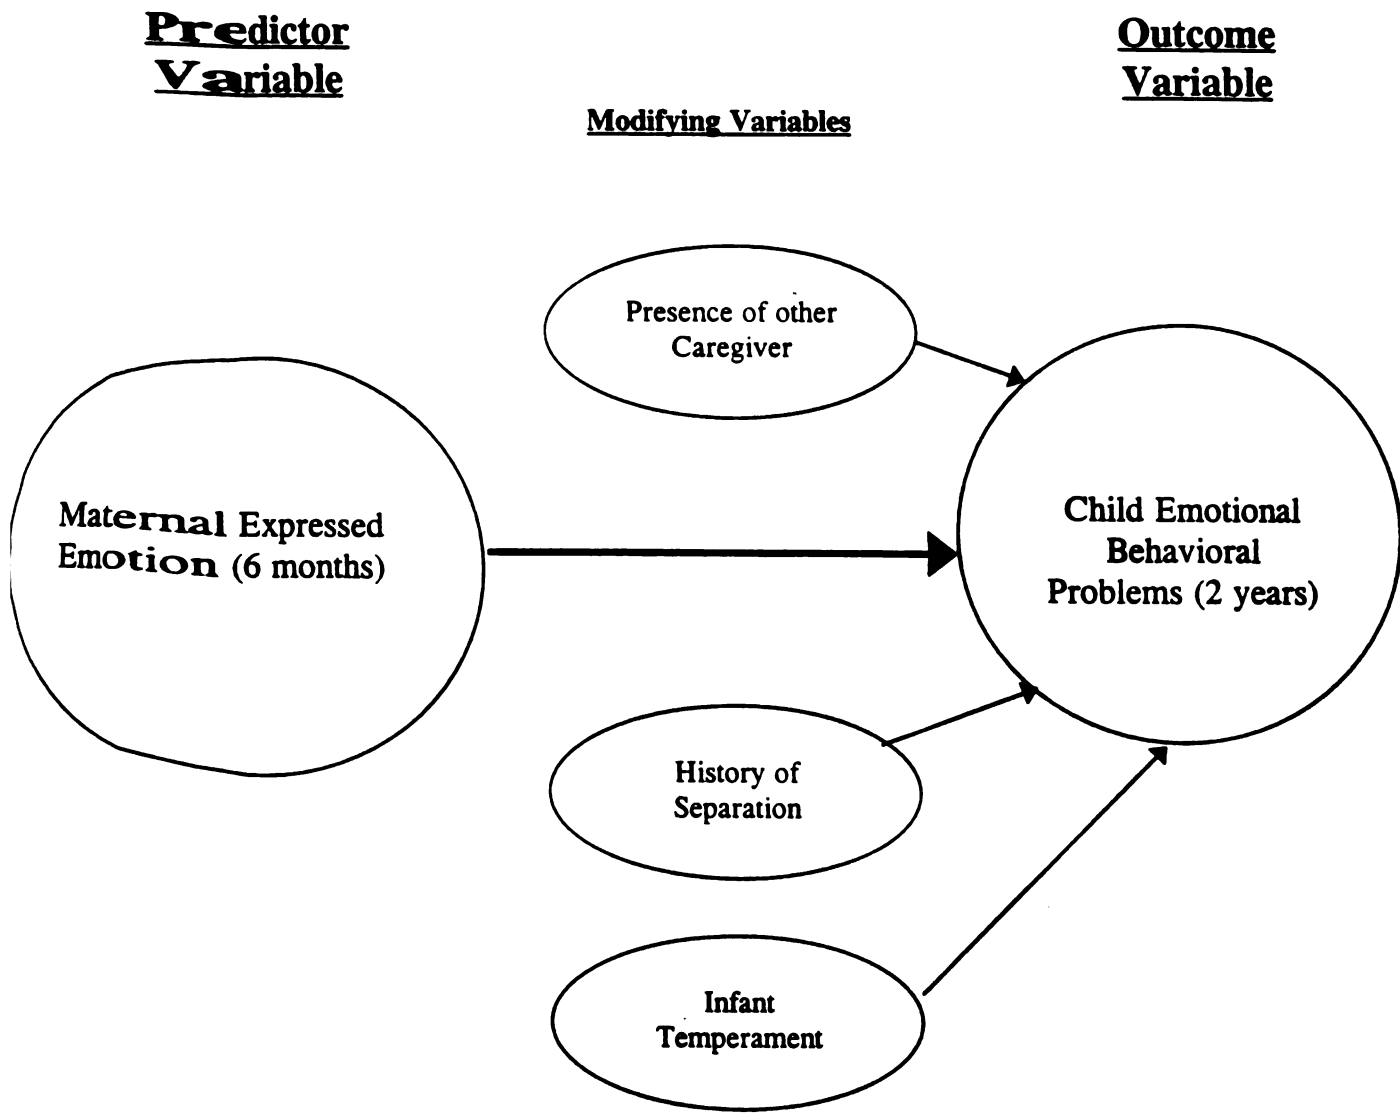 Predictor
Variable
Modifying Variables
Outcome
Variable
Presence of other
Caregiver
Maternal Expressed
Emotion (6 months)
Child Emotional
Behavioral
Problems (2 years)
History of
Separation
Infant
Temperament